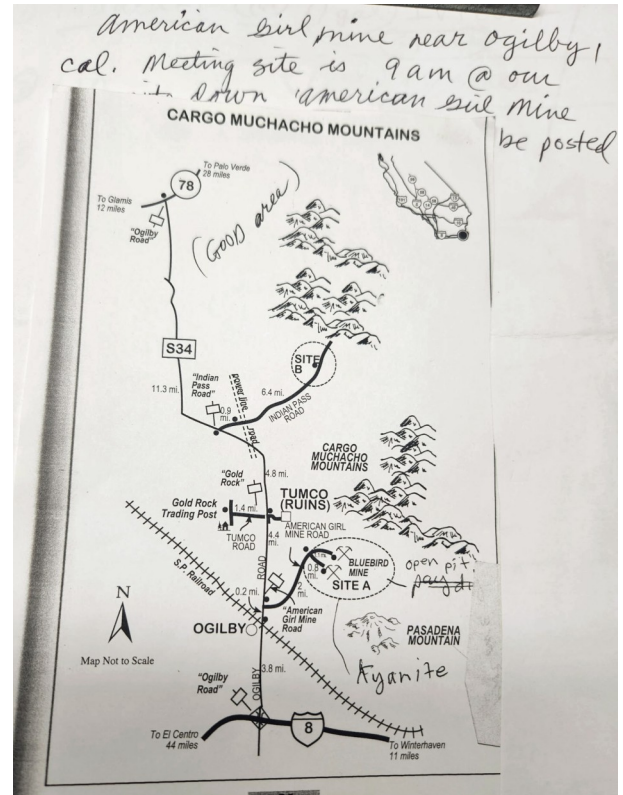 american Girl mine near Ogilby,
cal. Meeting site is 9am @ our
down american Girl Mine
be posted
CARGO MUCHACHO MOUNTAINS
To Palo Verde
28 miles
78
To Glamis
12 miles
"Ogilby
Road"
(GOOD area)
S34
SITE
B
"Indian
Pass
Road"
power line
road
11.3 mi.
6.4 mi.
0.9
mi.
INDIAN PASS
ROAD
CARGO
MUCHACHO
MOUNTAINS
"Gold
Rock"
4.8 mi.
TUMCO
(RUINS)
Gold Rock
Trading Post
1.4 mi.
TUMCO
ROAD
AMERICAN GIRL
MINE ROAD
4.4
mi.
S.P. Railroad
ROAD
BLUEBIRD
MINE
open pit
0.8
mi.
SITE A
2
mi.
0.2 mi.
"American
Girl Mine
Road
N
OGILBY
PASADENA
MOUNTAIN
Map Not to Scale
Kyanite
3.8 mi.
"Ogilby
Road"
OGILBY
8
To El Centro
44 miles
To Winterhaven
11 miles